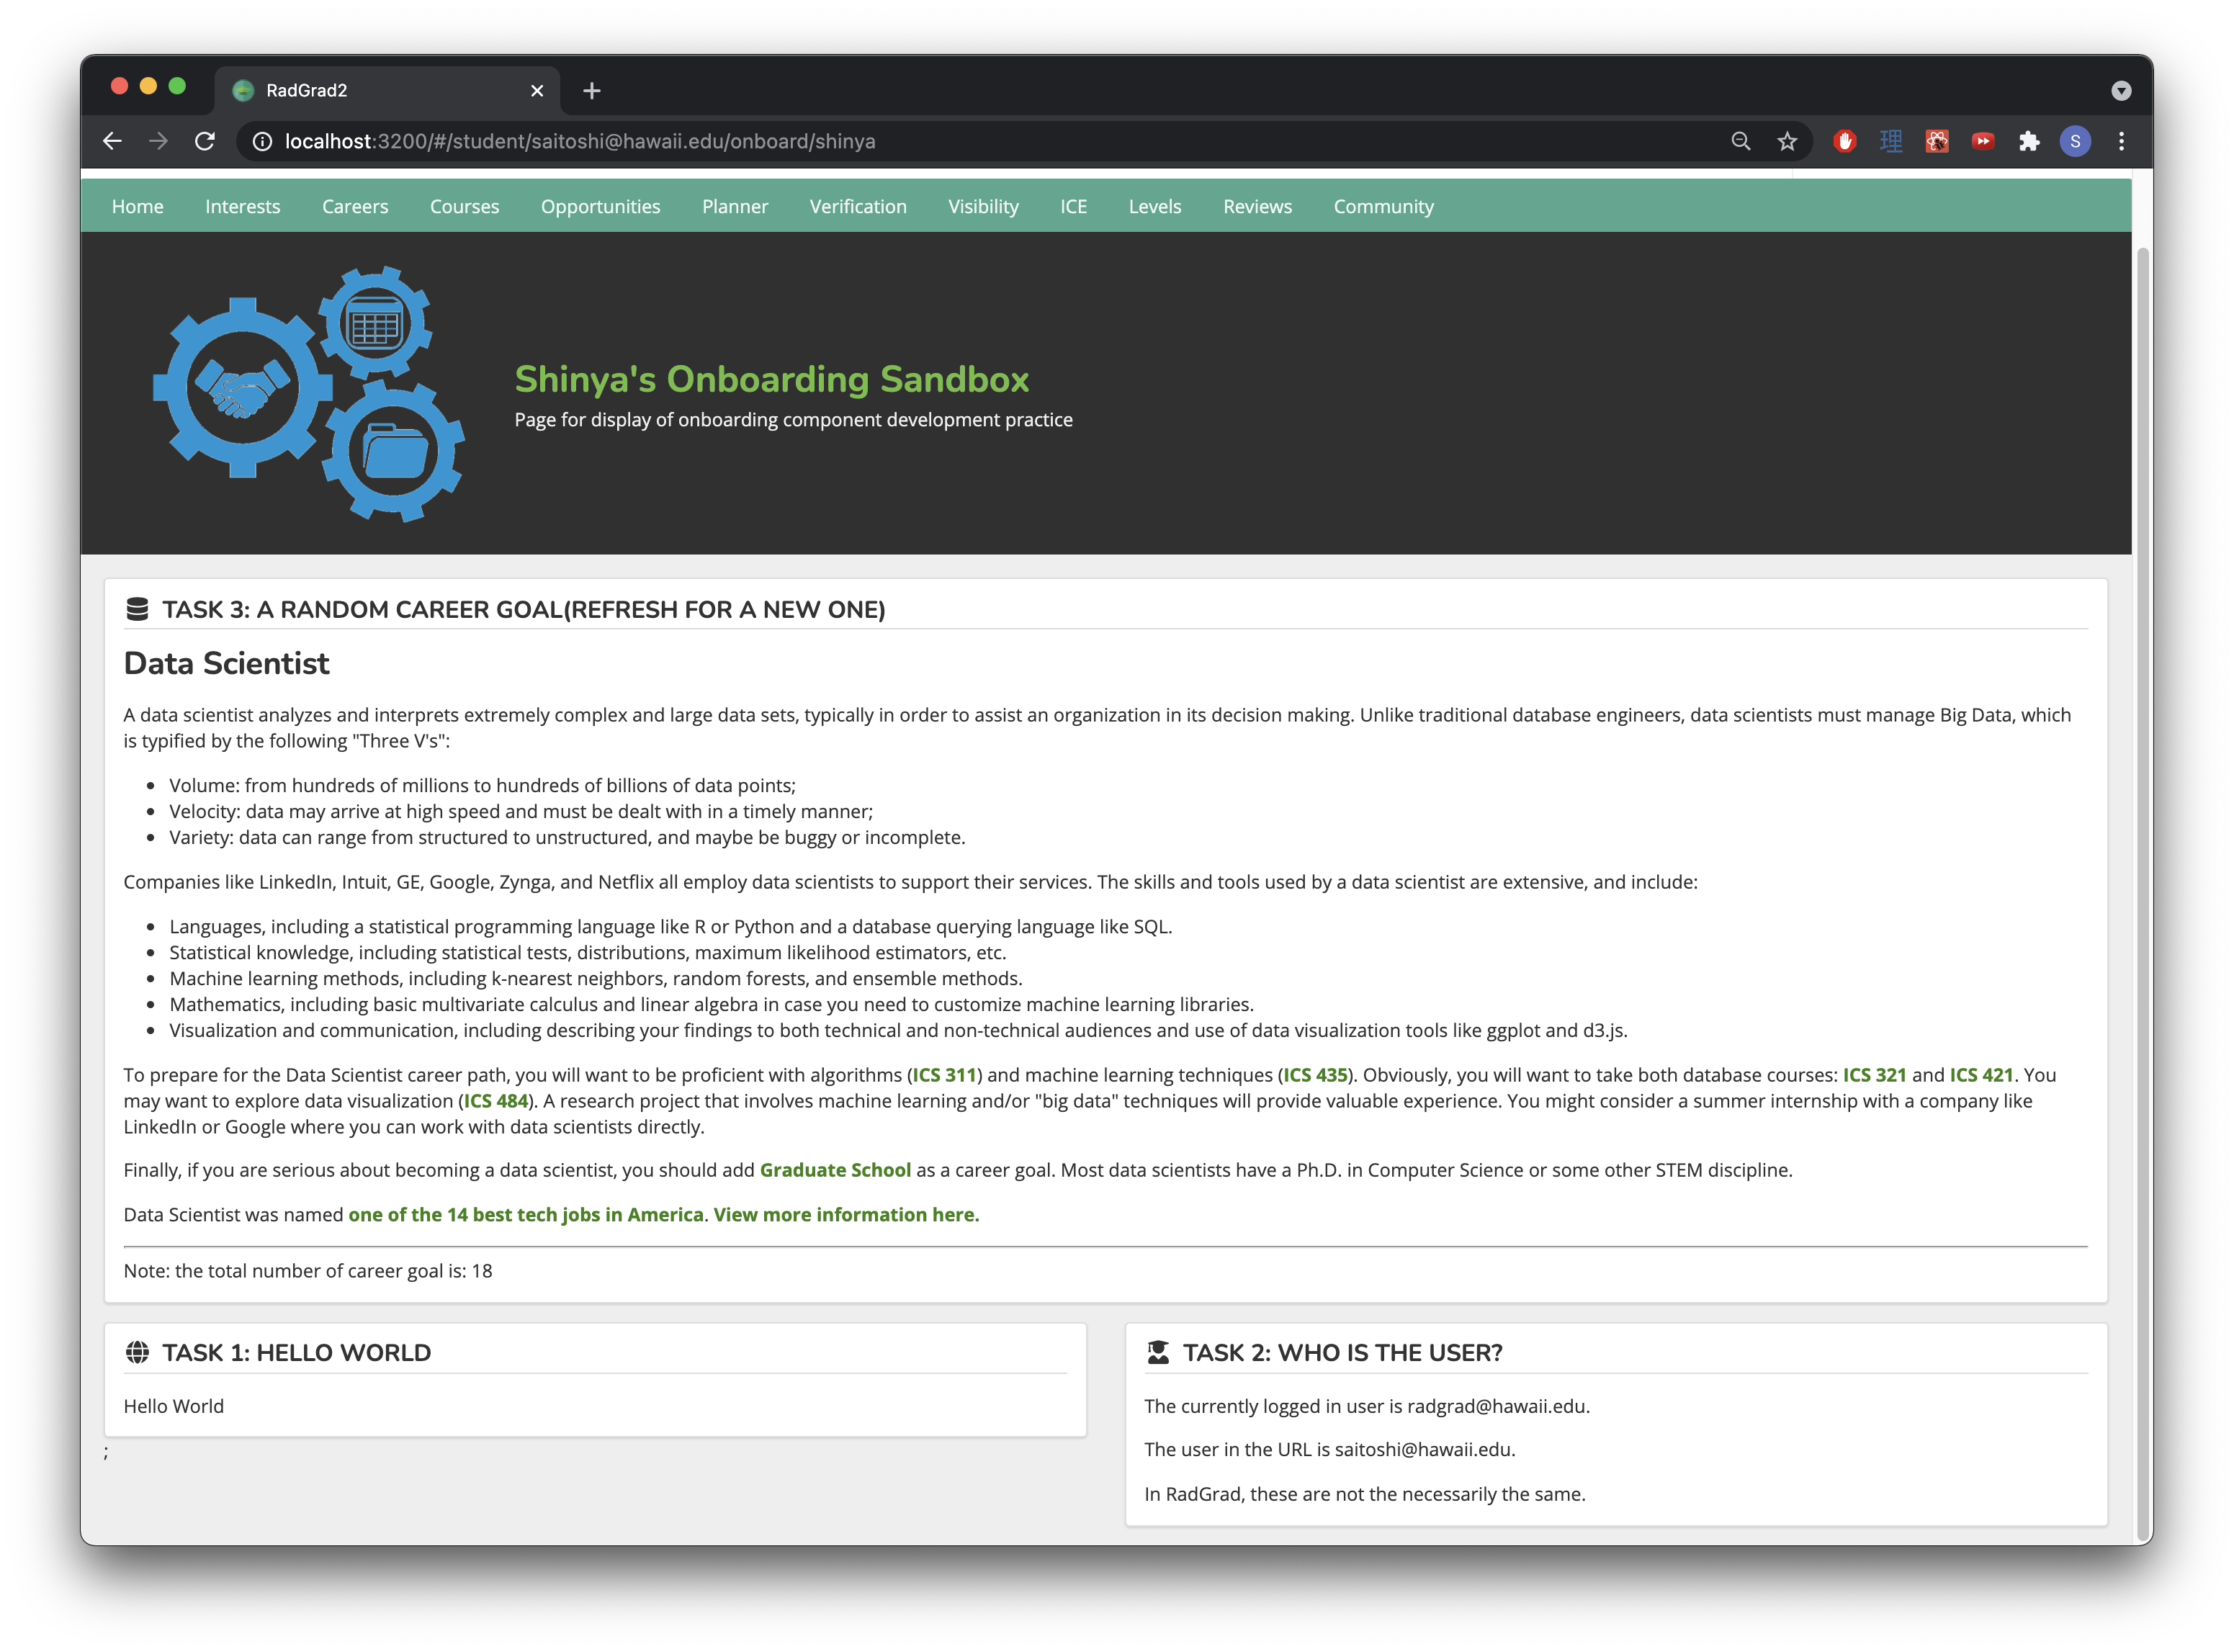 RadGrad2
localhost:3200/#/student/saitoshi@hawaii.edu/onboard/shinya
理
S
Home Interests Careers Courses Opportunities Planner Verification Visibility ICE Levels Reviews Community
Shinya's Onboarding Sandbox
Page for display of onboarding component development practice
TASK 3: A RANDOM CAREER GOAL(REFRESH FOR A NEW ONE)
Data Scientist
A data scientist analyzes and interprets extremely complex and large data sets, typically in order to assist an organization in its decision making. Unlike traditional database engineers, data scientists must manage Big Data, which
is typified by the following "Three V's":
• Volume: from hundreds of millions to hundreds of billions of data points;
• Velocity: data may arrive at high speed and must be dealt with in a timely manner;
• Variety: data can range from structured to unstructured, and maybe be buggy or incomplete.
Companies like LinkedIn, Intuit, GE, Google, Zynga, and Netflix all employ data scientists to support their services. The skills and tools used by a data scientist are extensive, and include:
• Languages, including a statistical programming language like R or Python and a database querying language like SQL.
• Statistical knowledge, including statistical tests, distributions, maximum likelihood estimators, etc.
• Machine learning methods, including k-nearest neighbors, random forests, and ensemble methods.
• Mathematics, including basic multivariate calculus and linear algebra in case you need to customize machine learning libraries.
• Visualization and communication, including describing your findings to both technical and non-technical audiences and use of data visualization tools like ggplot and d3.js.
To prepare for the Data Scientist career path, you will want to be proficient with algorithms (ICS 311) and machine learning techniques (ICS 435). Obviously, you will want to take both database courses: ICS 321 and ICS 421. You
may want to explore data visualization (ICS 484). A research project that involves machine learning and/or "big data" techniques will provide valuable experience. You might consider a summer internship with a company like
LinkedIn or Google where you can work with data scientists directly.
Finally, if you are serious about becoming a data scientist, you should add Graduate School as a career goal. Most data scientists have a Ph.D. in Computer Science or some other STEM discipline.
Data Scientist was named one of the 14 best tech jobs in America. View more information here.
Note: the total number of career goal is: 18
TASK 1: HELLO WORLD
Hello World
;
TASK 2: WHO IS THE USER?
The currently logged in user is radgrad@hawaii.edu.
The user in the URL is saitoshi@hawaii.edu.
In RadGrad, these are not the necessarily the same.